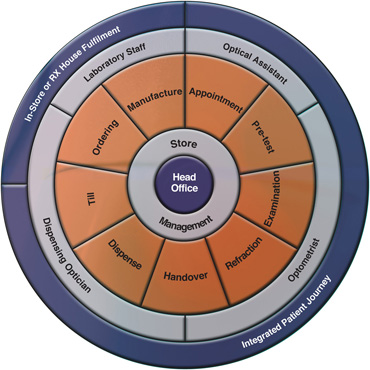 In-Store or RX House Fulfilment
Laboratory Staff
Optical Assistant
Manufacture
Appointment
Ordering
Pre-test
Store
Head
Office
Till
Examination
Management
Dispense
Handover
Refraction
Dispensing Optician
Optometrist
Integrated Patient Journey